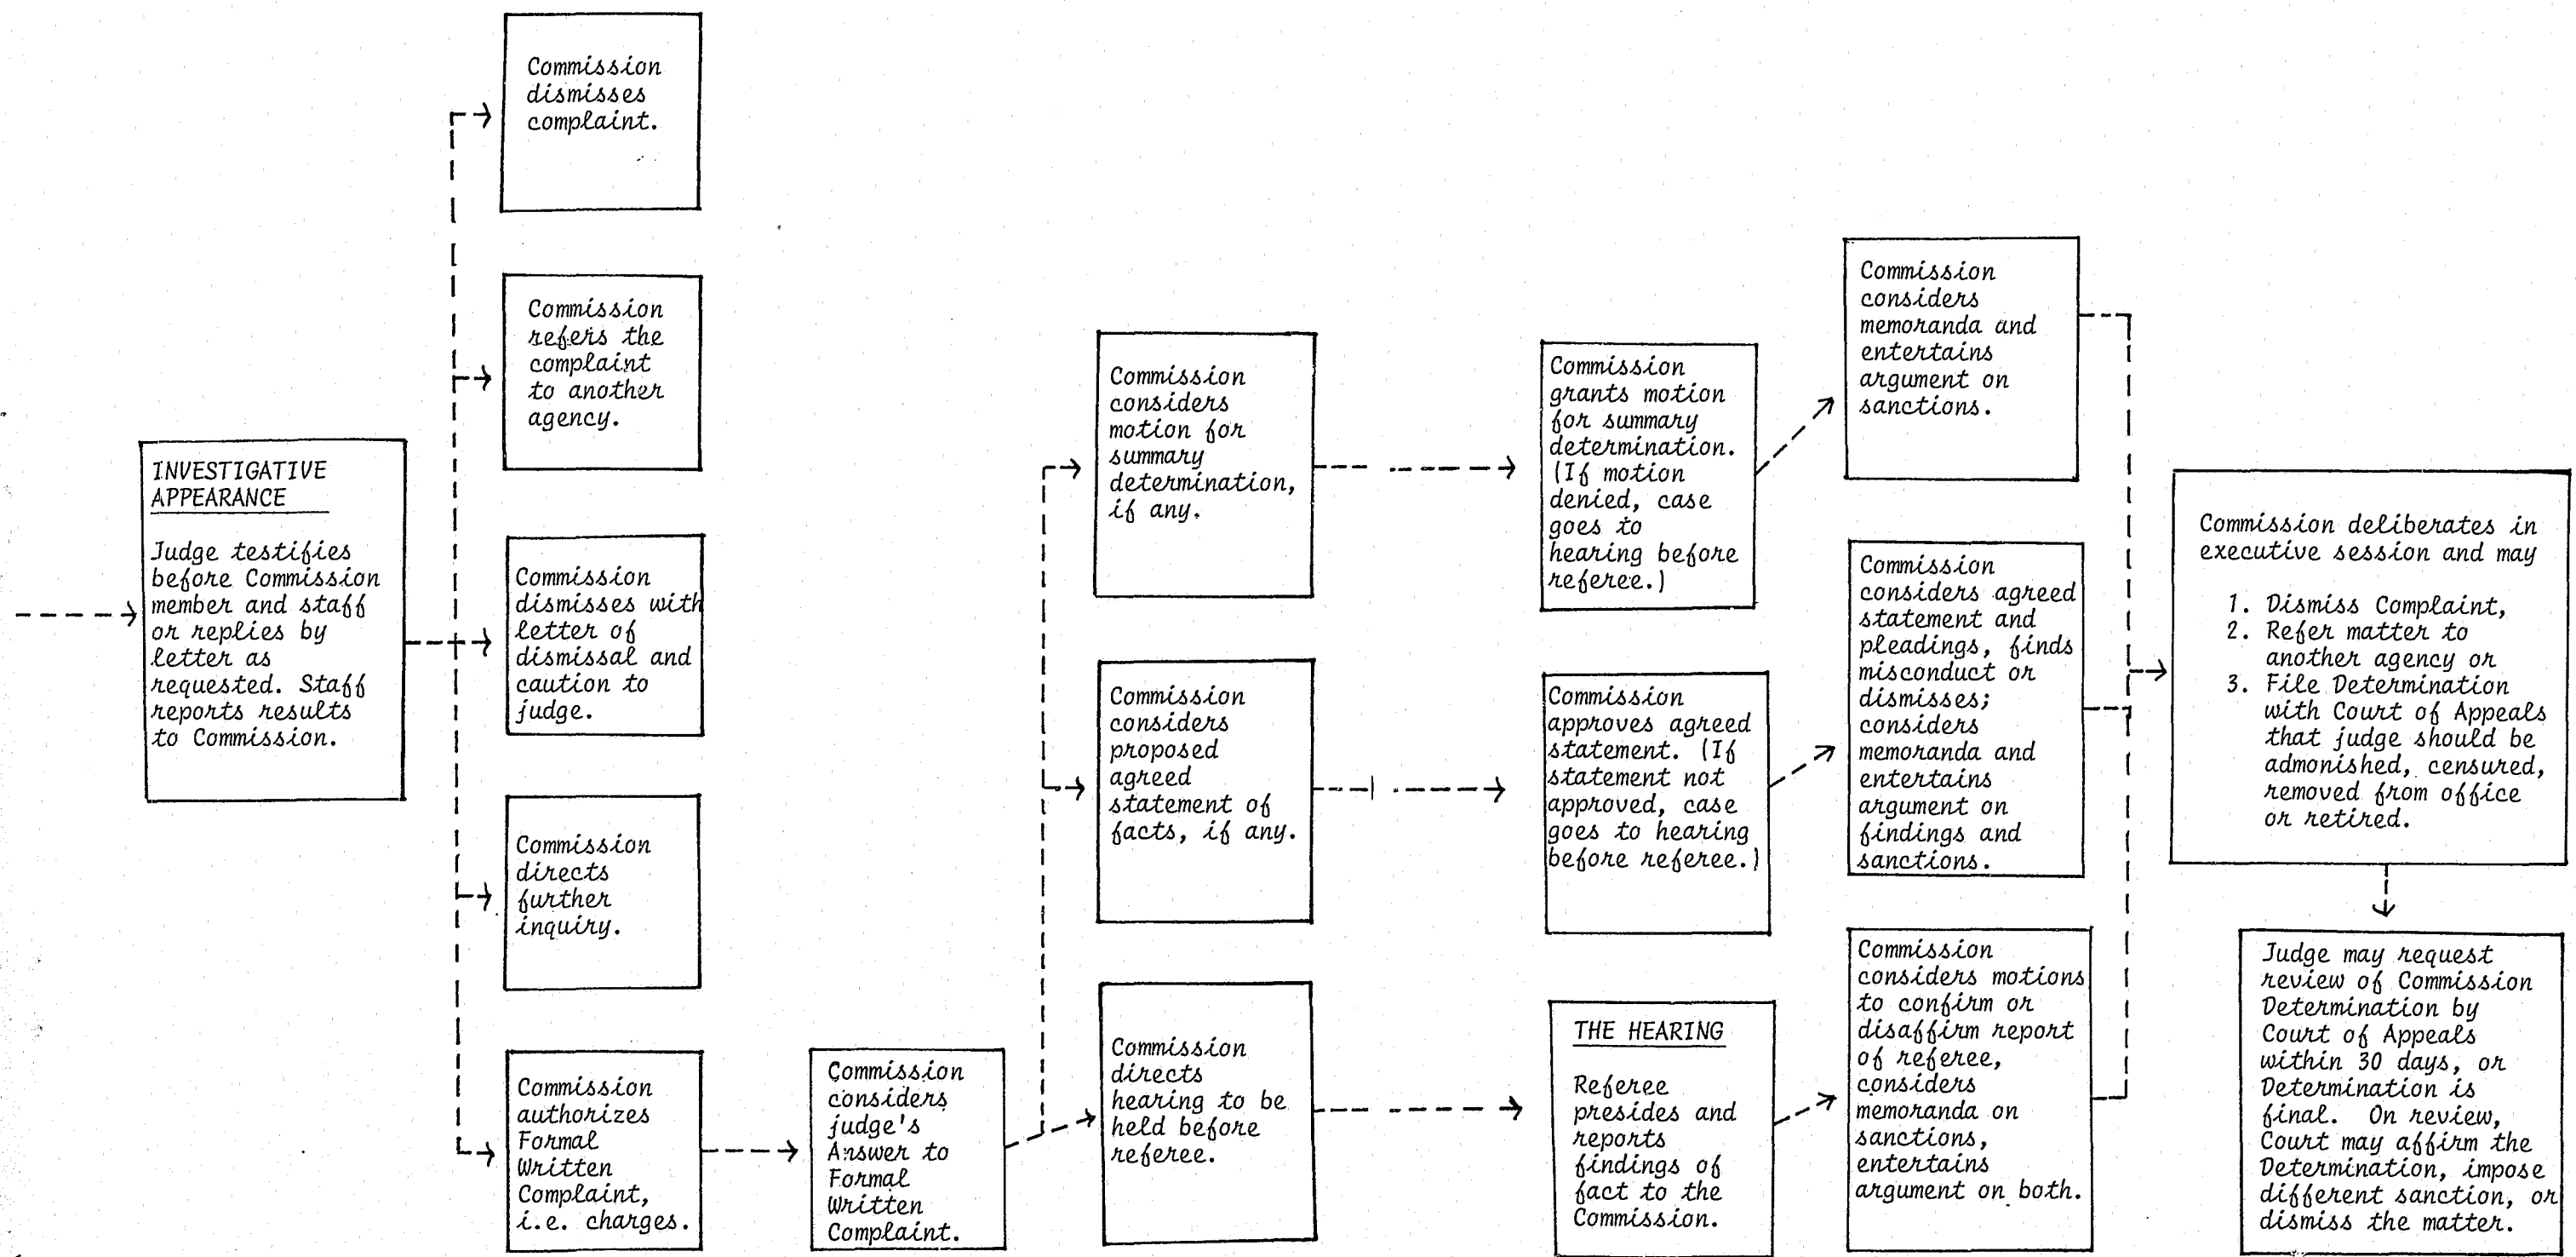 Commission
dismisses
complaint.
Commission
refers the
complaint
to another
agency.
INVESTIGATIVE
APPEARANCE
Judge testifies
before Commission
member and staff
or replies by
letter as
requested. Staff
reports results
to Commission.
Commission
dismisses with
letter of
dismissal and
caution to
judge.
Commission
directs
further
inquiry.
Commission
authorizes
Formal
Written
Complaint,
i.e. charges.
Commission
considers
judge's
Answer to
Formal
Written
Complaint.
Commission
considers
motion for
summary
determination,
if any.
Commission
considers
proposed
agreed
statement of
facts, if any.
Commission
directs
hearing to be
held before
referee.
Commission
grants motion
for summary
determination.
(If motion
denied, case
goes to
hearing before
referee.)
Commission
approves agreed
statement. (If
statement not
approved, case
goes to hearing
before referee.)
THE HEARING
Referee
presides and
reports
findings of
fact to the
Commission.
Commission
considers
memoranda and
entertains
argument on
sanctions.
Commission
considers agreed
statement and
pleadings, finds
misconduct or
dismisses;
considers
memoranda and
entertains
argument on
findings and
sanctions.
Commission
considers motions
to confirm or
disaffirm report
of referee,
considers
memoranda on
sanctions,
entertains
argument on both.
Commission deliberates in
executive session and may
1. Dismiss Complaint,
2. Refer matter to
another agency or
3. File Determination
with Court of Appeals
that judge should be
admonished, censured,
removed from office
or retired.
Judge may request
review of Commission
Determination by
Court of Appeals
within 30 days, or
Determination is
final. On review,
Court may affirm the
Determination, impose
different sanction, or
dismiss the matter.